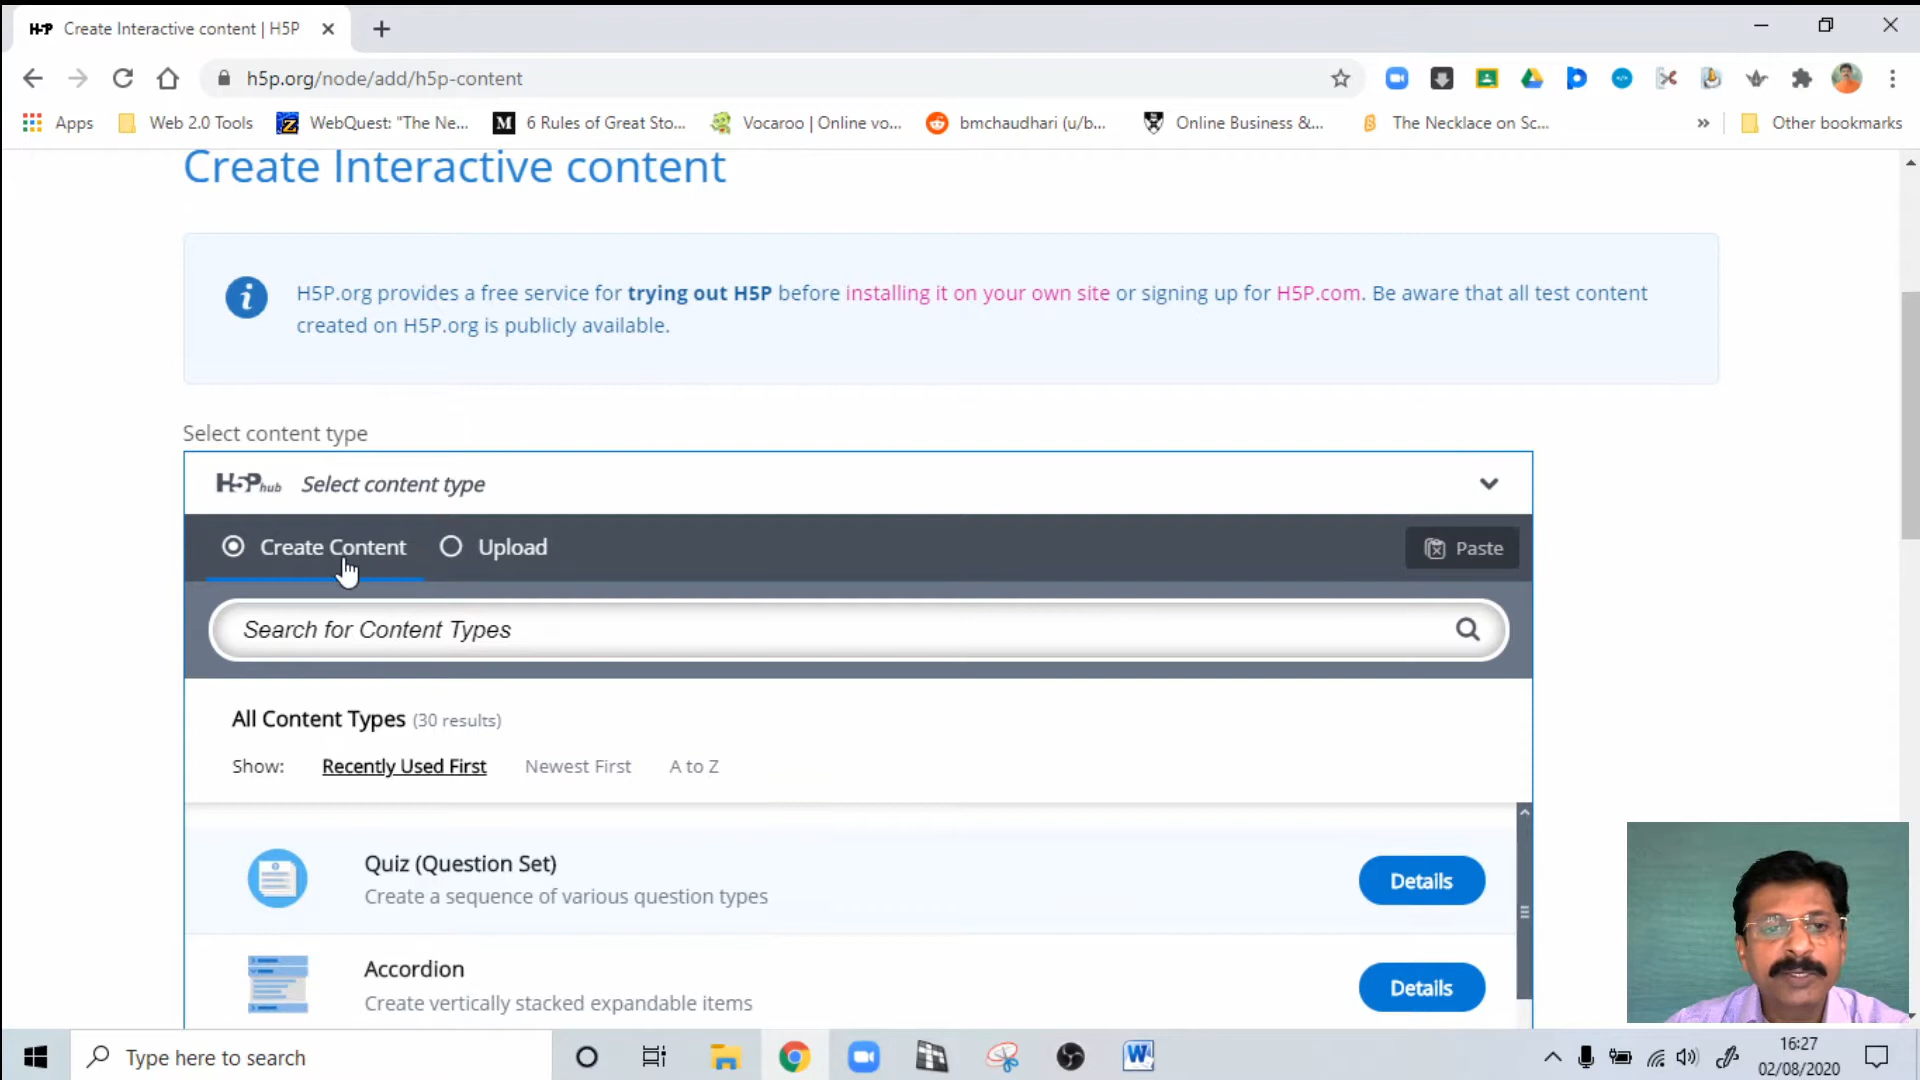 H-P Create Interactive content | H5P
h5p.org/node/add/h5p-content
Apps Web 2.0 Tools WebQuest: "The Ne... M 6 Rules of Great Sto... Vocaroo | Online vo... bmchaudhari (u/b... Online Business &... The Necklace on Sc... » Other bookmarks
Create Interactive content
i H5P.org provides a free service for trying out H5P before installing it on your own site or signing up for H5P.com. Be aware that all test content
created on H5P.org is publicly available.
Select content type
H5P hub Select content type
Create Content Upload Paste
Search for Content Types
All Content Types (30 results)
Show: Recently Used First Newest First A to Z
Quiz (Question Set)
Create a sequence of various question types
Details
Accordion
Create vertically stacked expandable items
Details
Type here to search
16:27
02/08/2020